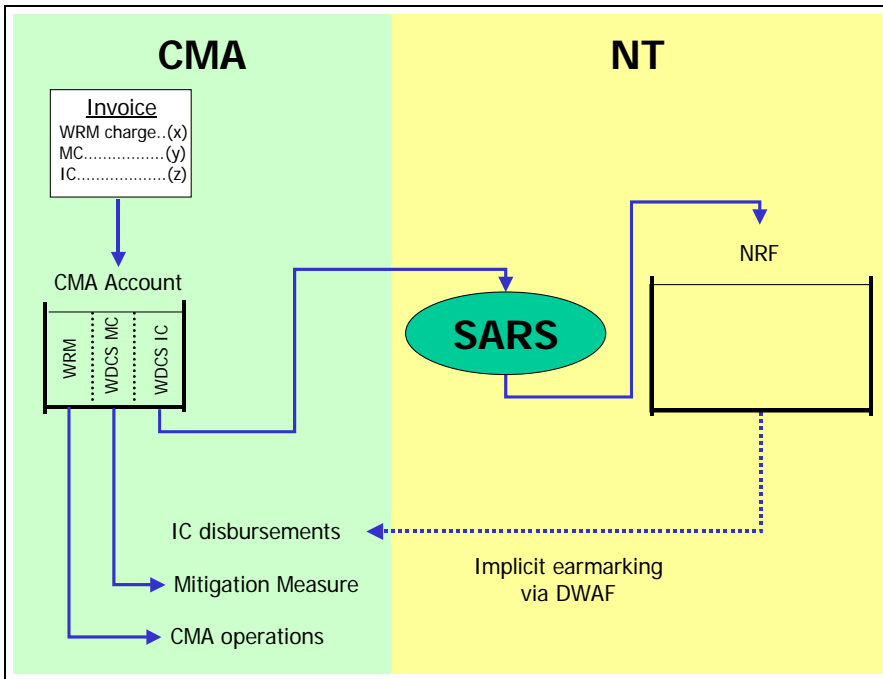 CMA
NT
Invoice
WRM charge..(x)
MC.................(y)
IC....................(z)
CMA Account
WRM
WDCS MC
WDCS IC
SARS
NRF
IC disbursements
Implicit earmarking
via DWAF
Mitigation Measure
CMA operations